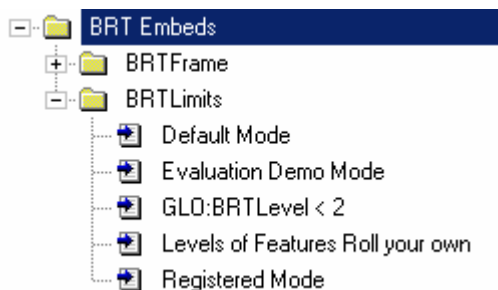 BRT Embeds
BRTFrame
BRTLimits
Default Mode
Evaluation Demo Mode
GLO:BRTLevel < 2
Levels of Features Roll your own
Registered Mode